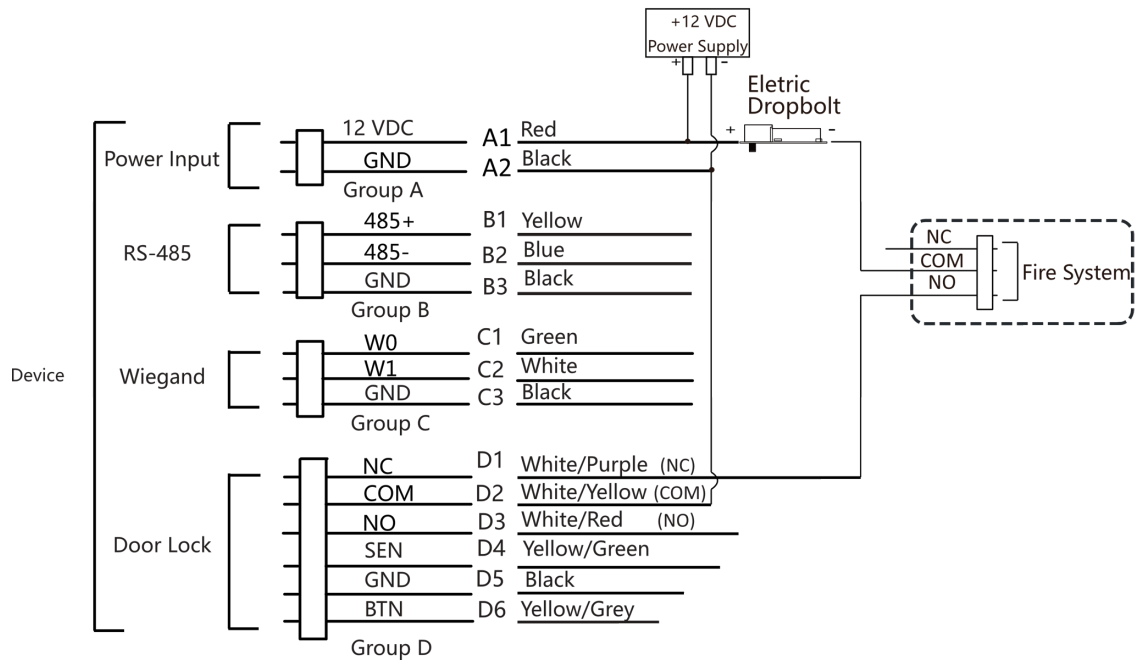 +12 VDC
Power Supply
+ -
Eletric
Dropbolt
+ -
Device
Power Input
12 VDC A1 Red
GND A2 Black
Group A
RS-485
485+ B1 Yellow
485- B2 Blue
GND B3 Black
Group B
Wiegand
W0 C1 Green
W1 C2 White
GND C3 Black
Group C
Door Lock
NC D1 White/Purple (NC)
COM D2 White/Yellow (COM)
NO D3 White/Red (NO)
SEN D4 Yellow/Green
GND D5 Black
BTN D6 Yellow/Grey
Group D
NC
COM
NO
Fire System